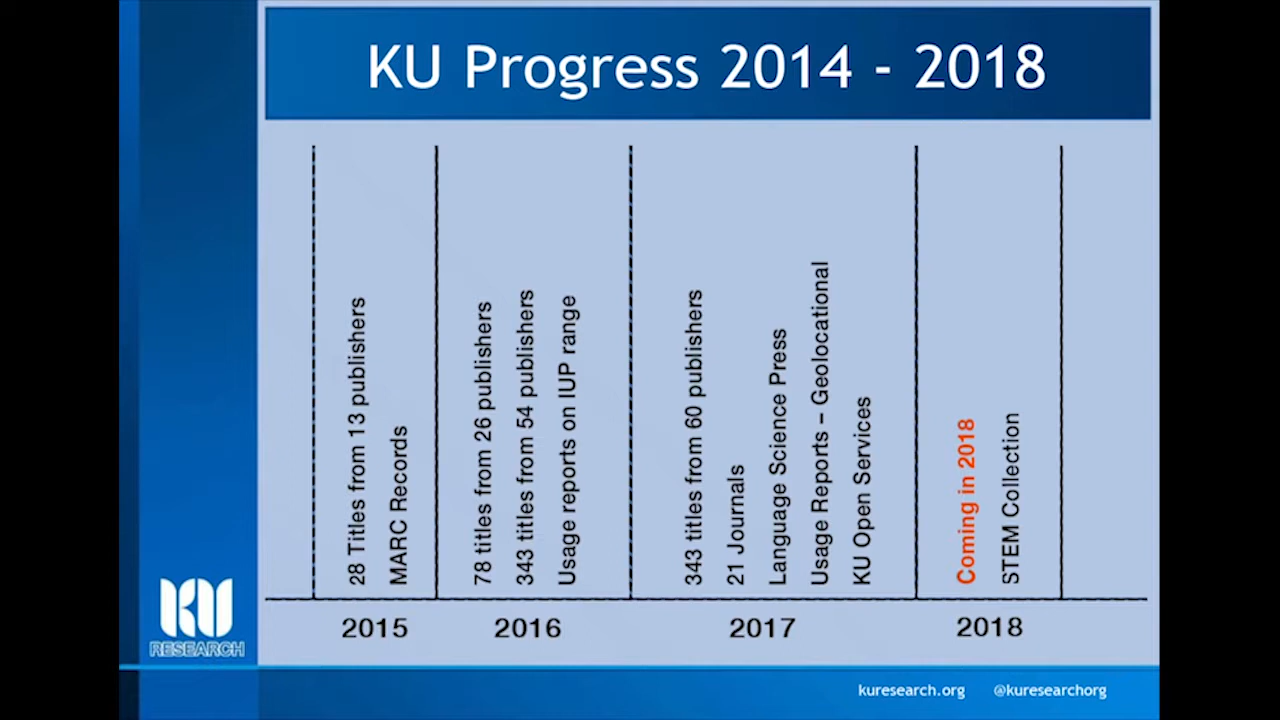 KU Progress 2014 - 2018
28 Titles from 13 publishers
MARC Records
2015
78 titles from 26 publishers
343 titles from 54 publishers
Usage reports on IUP range
2016
343 titles from 60 publishers
21 Journals
Language Science Press
Usage Reports – Geolocational
KU Open Services
2017
Coming in 2018
STEM Collection
2018
KU
RESEARCH
kuresearch.org
@kuresearchorg